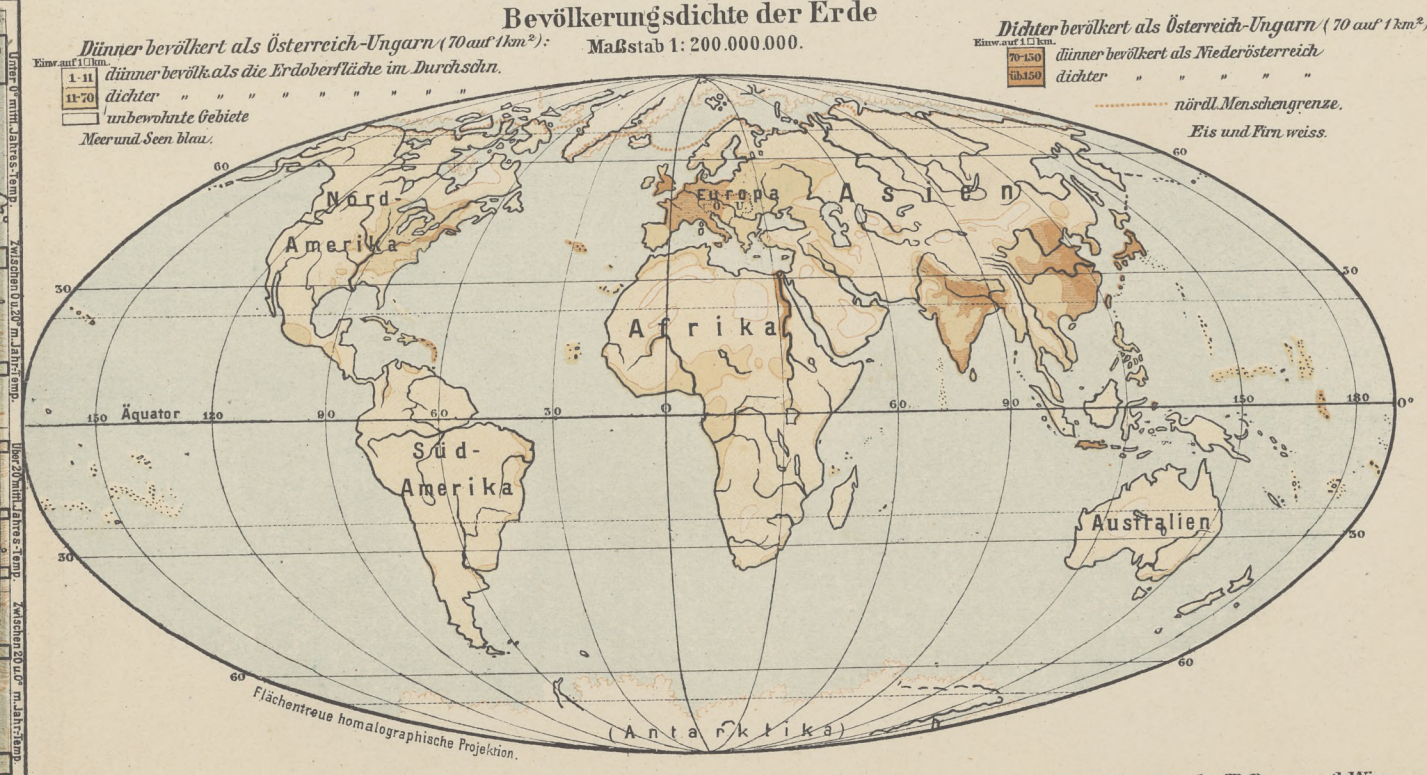 Bevölkerungsdichte der Erde
Maßstab 1:200.000.000.
Dünner bevölkert als Österreich-Ungarn (70 auf 1km²):
Einw. auf 1□km.
1-11 dünner bevölk. als die Erdoberfläche im Durchschn.
11-70 dichter " " " " " " " "
unbewohnte Gebiete
Meer und Seen blau.
Dichter bevölkert als Österreich-Ungarn (70 auf 1km²)
Einw. auf 1□km.
70-150 dünner bevölkert als Niederösterreich
üb.150 dichter " " " " "
nördl. Menschengrenze.
Eis und Firn weiss.
Unter 0° mittl. Jahres-Temp.
Zwischen 0 u. 20° m. Jahr-Temp.
Über 20° mittl. Jahres-Temp.
Zwischen 20 u. 0° m. Jahr-Temp.
60 60
Nord-
Amerika
Europa
Ö. U.
Asien
30 30
Afrika
150 Äquator 120 90 60 30 0 60 90 150 180 0°
Süd-
Amerika
Australien
30 30
60 60
Flächentreue homalographische Projektion.
(Antarktika)